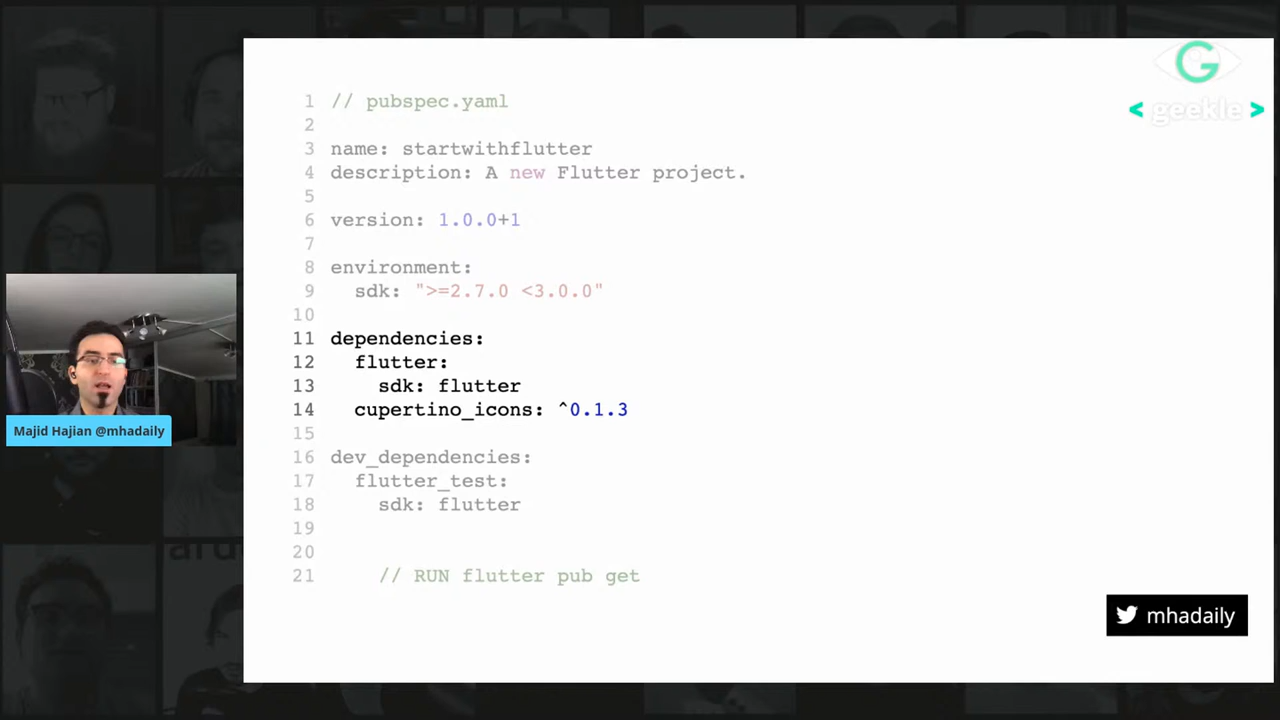 G
< geekle >
1 // pubspec.yaml
2
3 name: startwithflutter
4 description: A new Flutter project.
5
6 version: 1.0.0+1
7
8 environment:
9 sdk: ">=2.7.0 <3.0.0"
10
11 dependencies:
12 flutter:
13 sdk: flutter
14 cupertino_icons: ^0.1.3
15
16 dev_dependencies:
17 flutter_test:
18 sdk: flutter
19
20
21 // RUN flutter pub get
Majid Hajian @mhadaily
mhadaily